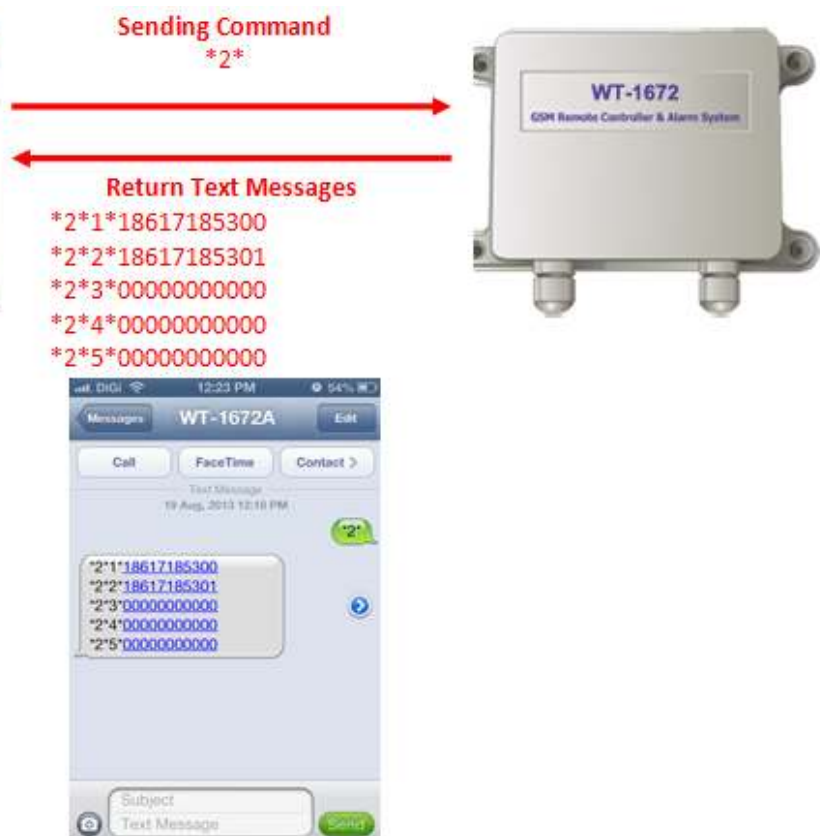 Sending Command
*2*
WT-1672
GSM Remote Controller & Alarm System
Return Text Messages
*2*1*18617185300
*2*2*18617185301
*2*3*00000000000
*2*4*00000000000
*2*5*00000000000
DiGi 12:23 PM 54%
Messages WT-1672A Edit
Call FaceTime Contact >
Text Message
19 Aug, 2013 12:18 PM
*2*
*2*1*18617185300
*2*2*18617185301
*2*3*00000000000
*2*4*00000000000
*2*5*00000000000
Subject
Text Message Send